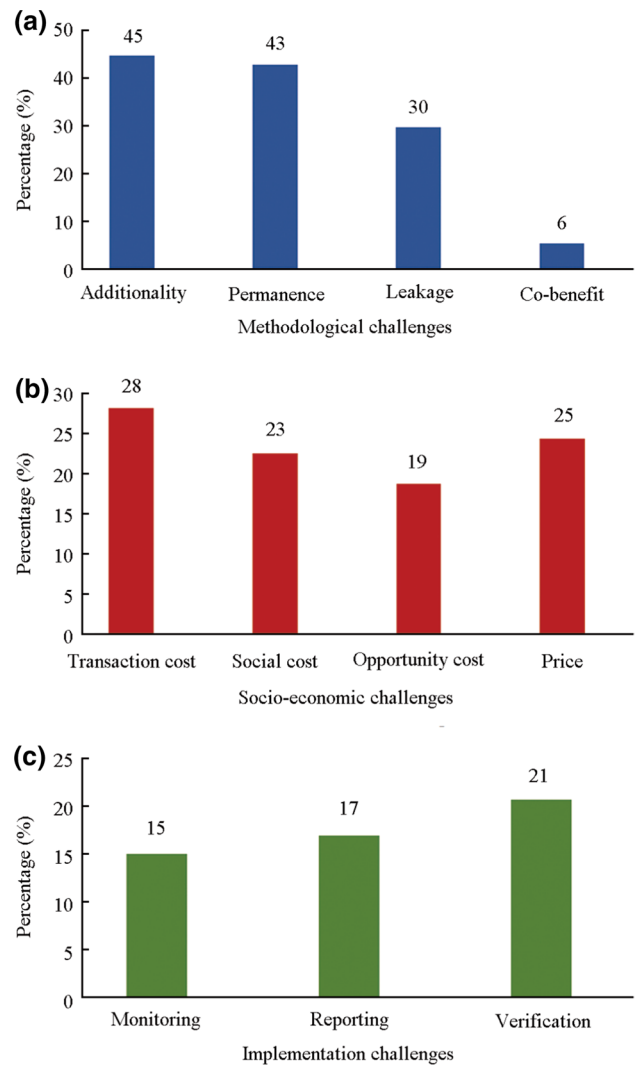 (a)
Percentage (%)
50
40
30
20
10
0
45
43
30
6
Additionality Permanence Leakage Co-benefit
Methodological challenges
(b)
Percentage (%)
30
25
20
15
10
5
0
28
23
19
25
Transaction cost Social cost Opportunity cost Price
Socio-economic challenges
(c)
Percentage (%)
25
20
15
10
5
0
15
17
21
Monitoring Reporting Verification
Implementation challenges